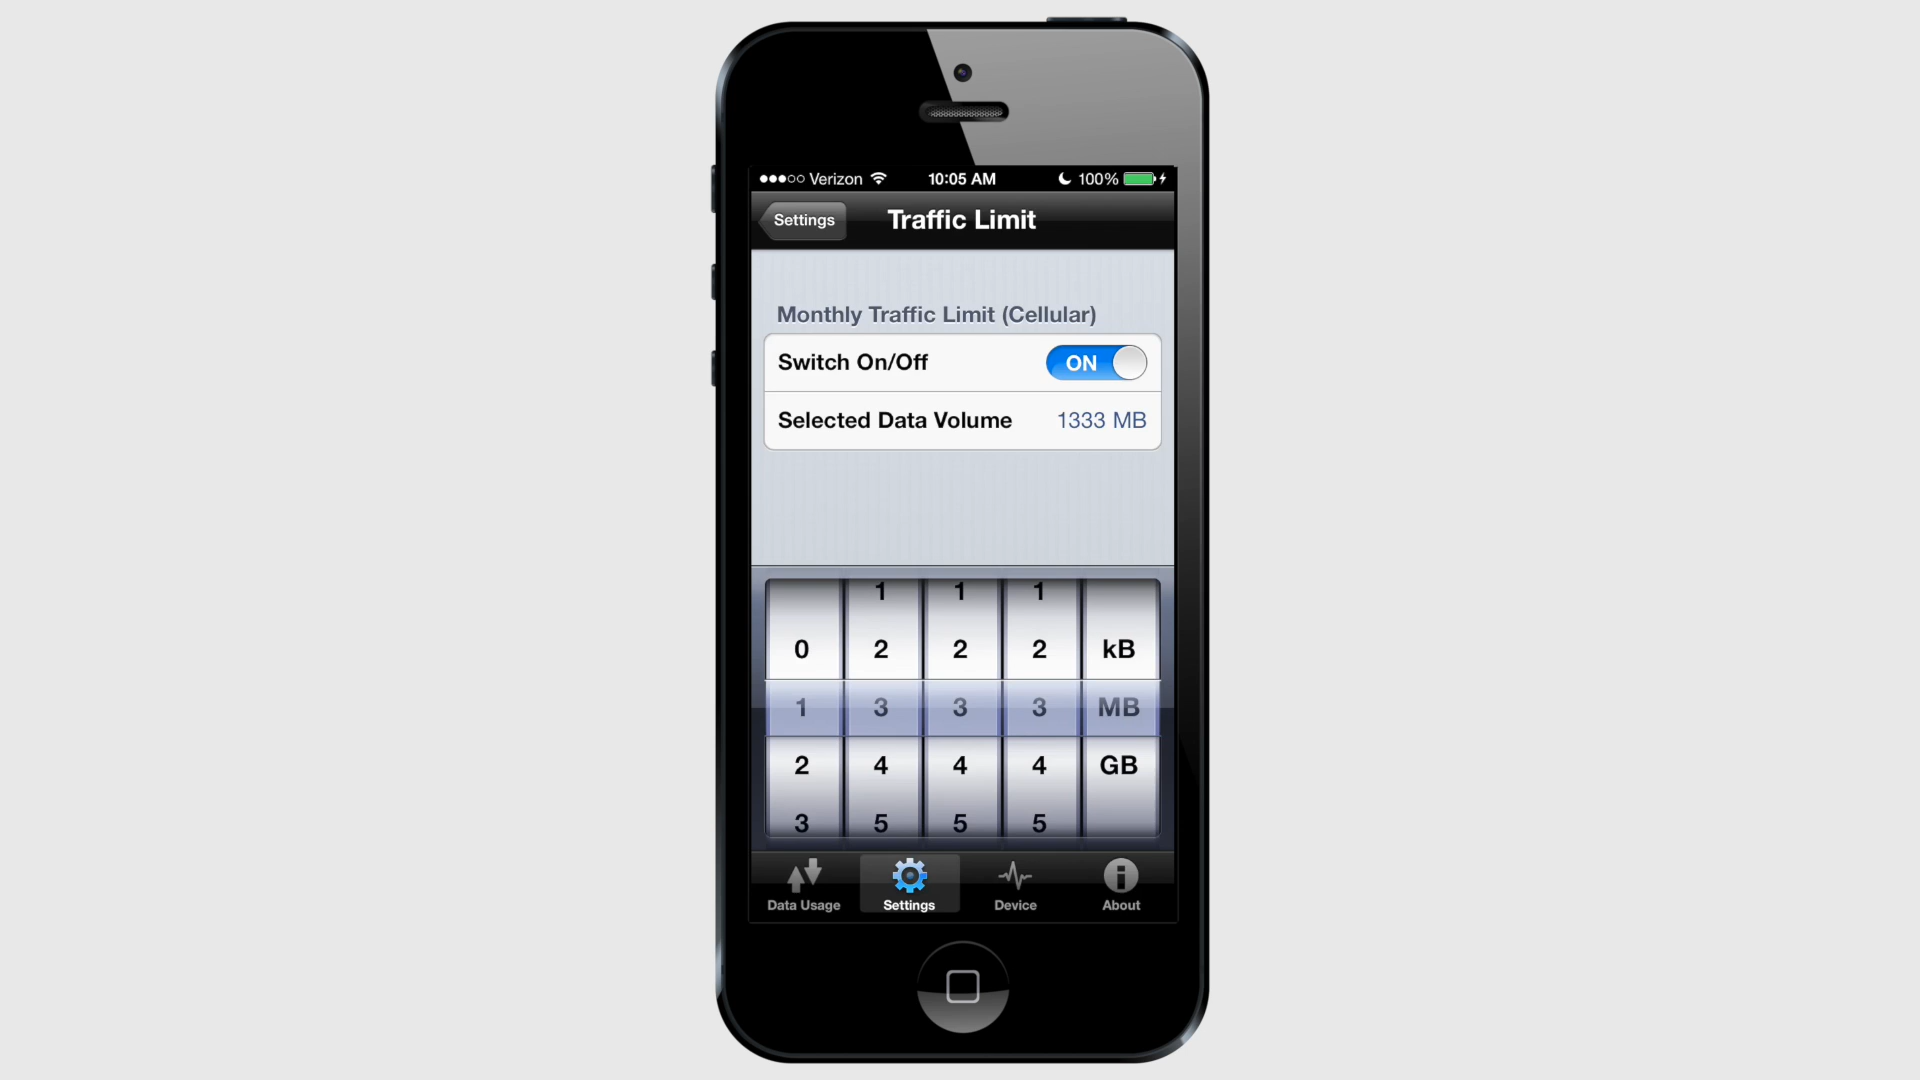 Verizon 10:05 AM 100%
Settings Traffic Limit
Monthly Traffic Limit (Cellular)
Switch On/Off ON
Selected Data Volume 1333 MB
1 1 1
0 2 2 2 kB
1 3 3 3 MB
2 4 4 4 GB
3 5 5 5
Data Usage Settings Device About